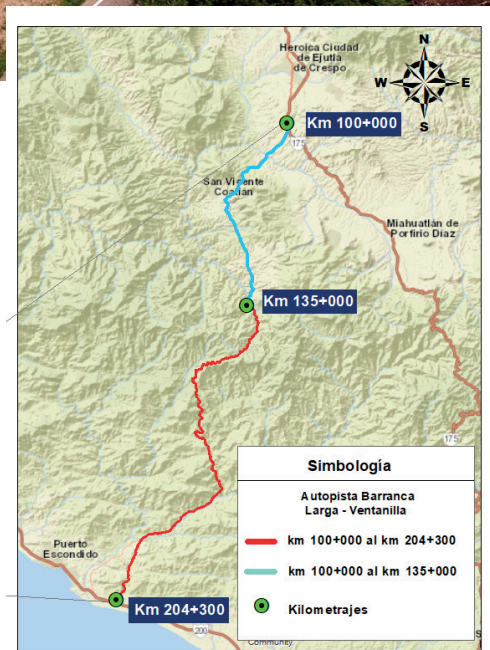 Heroica Ciudad
de Ejutla
de Crespo
N
W
E
S
Km 100+000
175
San Vicente
Coatlán
Miahuatlán de
Porfirio Díaz
Km 135+000
175
Simbología
Autopista Barranca
Larga - Ventanilla
km 100+000 al km 204+300
km 100+000 al km 135+000
Kilometrajes
Puerto
Escondido
Km 204+300
200
Community